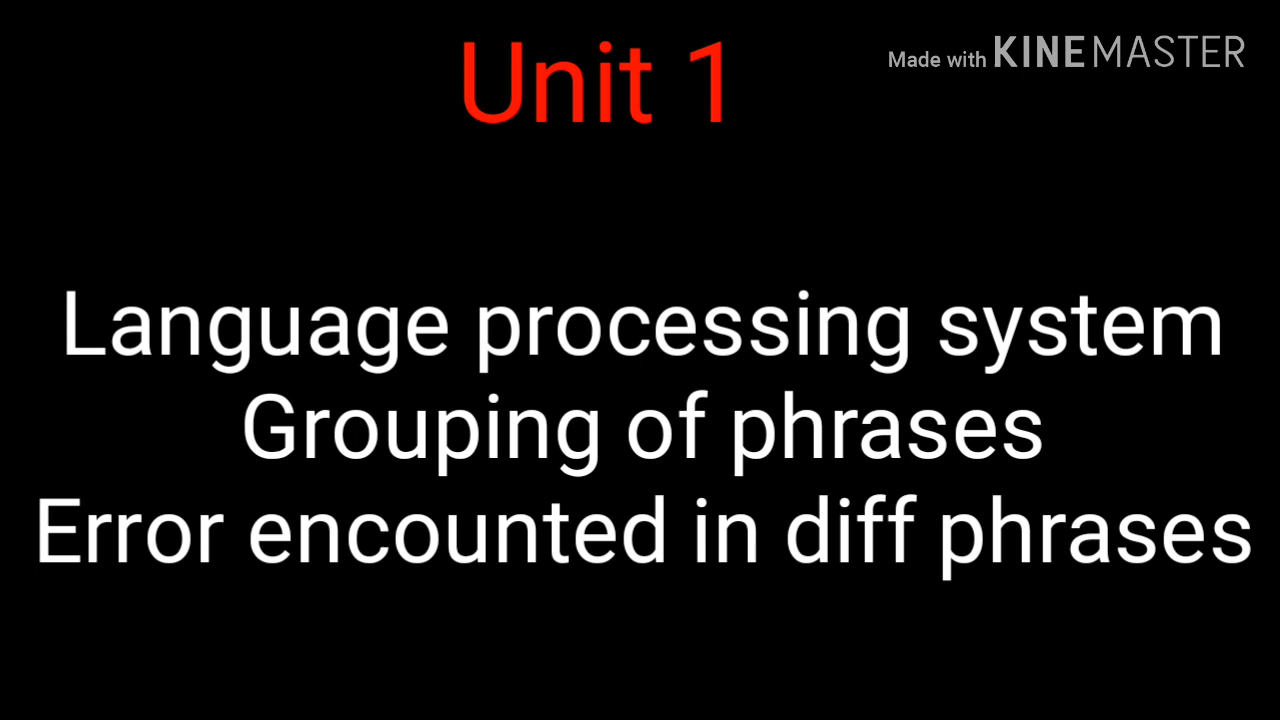 Unit 1
Made with KINEMASTER
Language processing system
Grouping of phrases
Error encounted in diff phrases